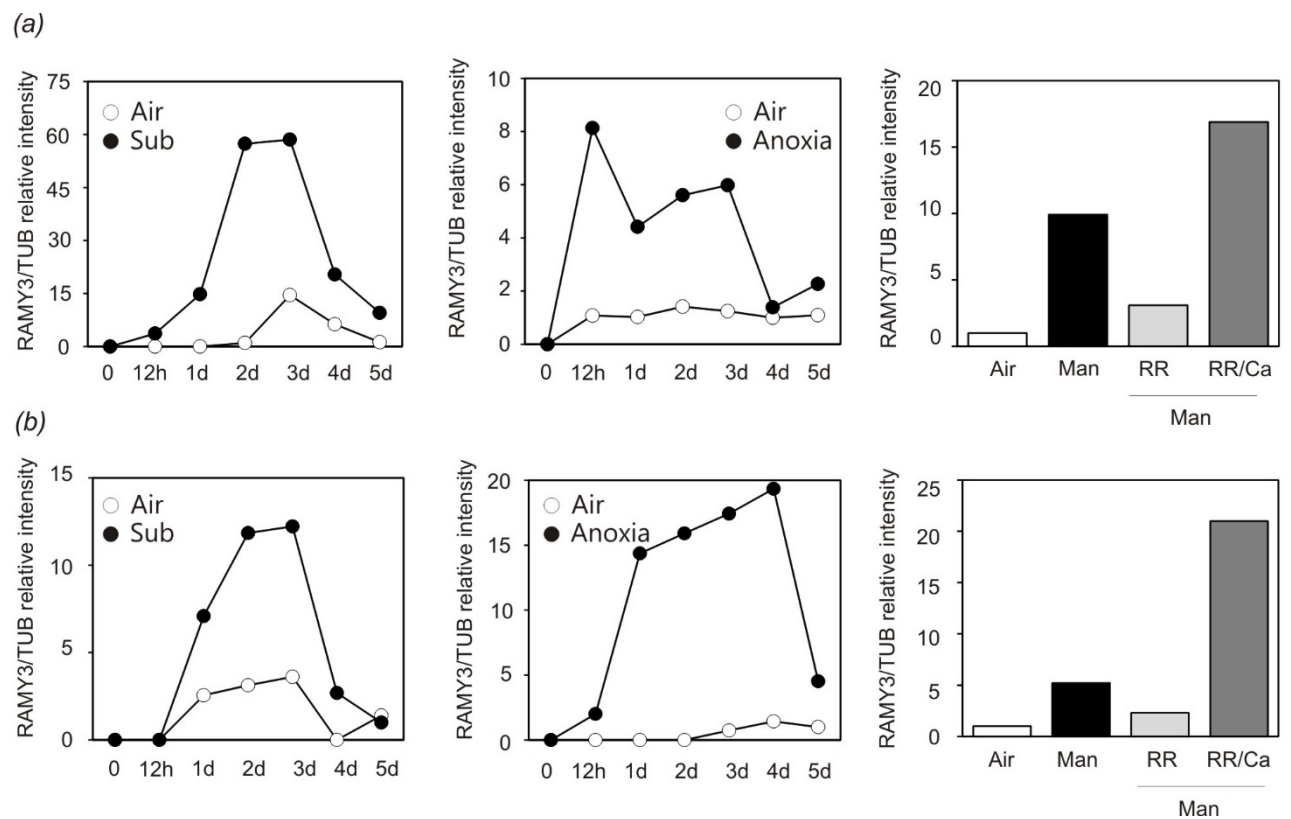 (a)
RAMY3/TUB relative intensity
75
60
45
30
15
0
Air
Sub
0 12h 1d 2d 3d 4d 5d
RAMY3/TUB relative intensity
10
8
6
4
2
0
Air
Anoxia
0 12h 1d 2d 3d 4d 5d
RAMY3/TUB relative intensity
20
15
10
5
0
Air Man RR RR/Ca
Man
(b)
RAMY3/TUB relative intensity
15
10
5
0
Air
Sub
0 12h 1d 2d 3d 4d 5d
RAMY3/TUB relative intensity
20
15
10
5
0
Air
Anoxia
0 12h 1d 2d 3d 4d 5d
RAMY3/TUB relative intensity
25
20
15
10
5
0
Air Man RR RR/Ca
Man